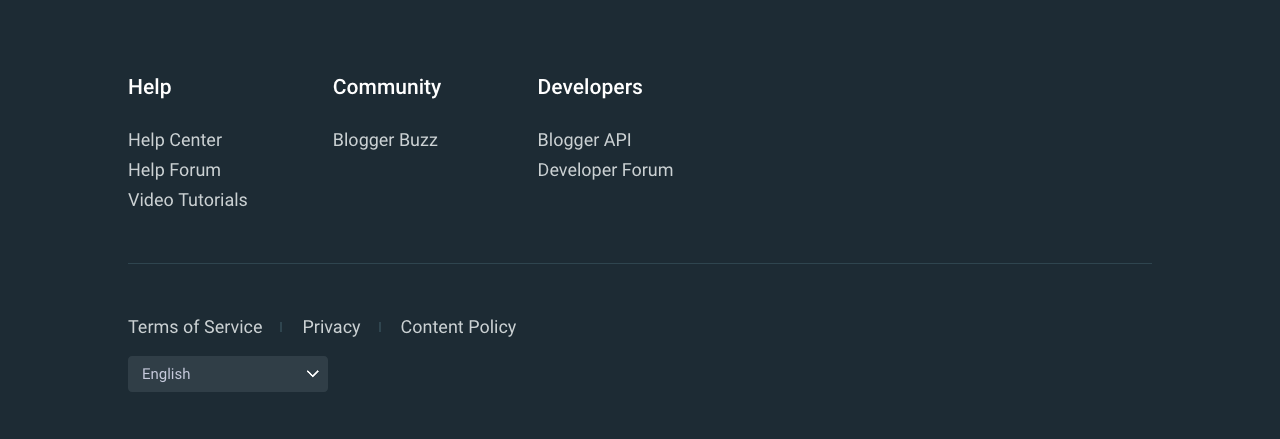 Help
Help Center
Help Forum
Video Tutorials
Community
Blogger Buzz
Developers
Blogger API
Developer Forum
Terms of Service
Privacy
Content Policy
English